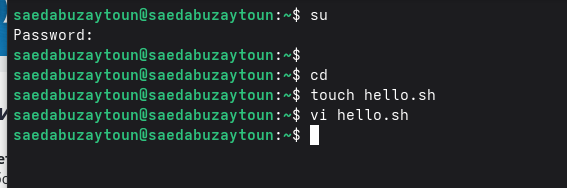 saedabuzaytoun@saedabuzaytoun:~$ su
Password:
saedabuzaytoun@saedabuzaytoun:~$
saedabuzaytoun@saedabuzaytoun:~$ cd
saedabuzaytoun@saedabuzaytoun:~$ touch hello.sh
saedabuzaytoun@saedabuzaytoun:~$ vi hello.sh
saedabuzaytoun@saedabuzaytoun:~$